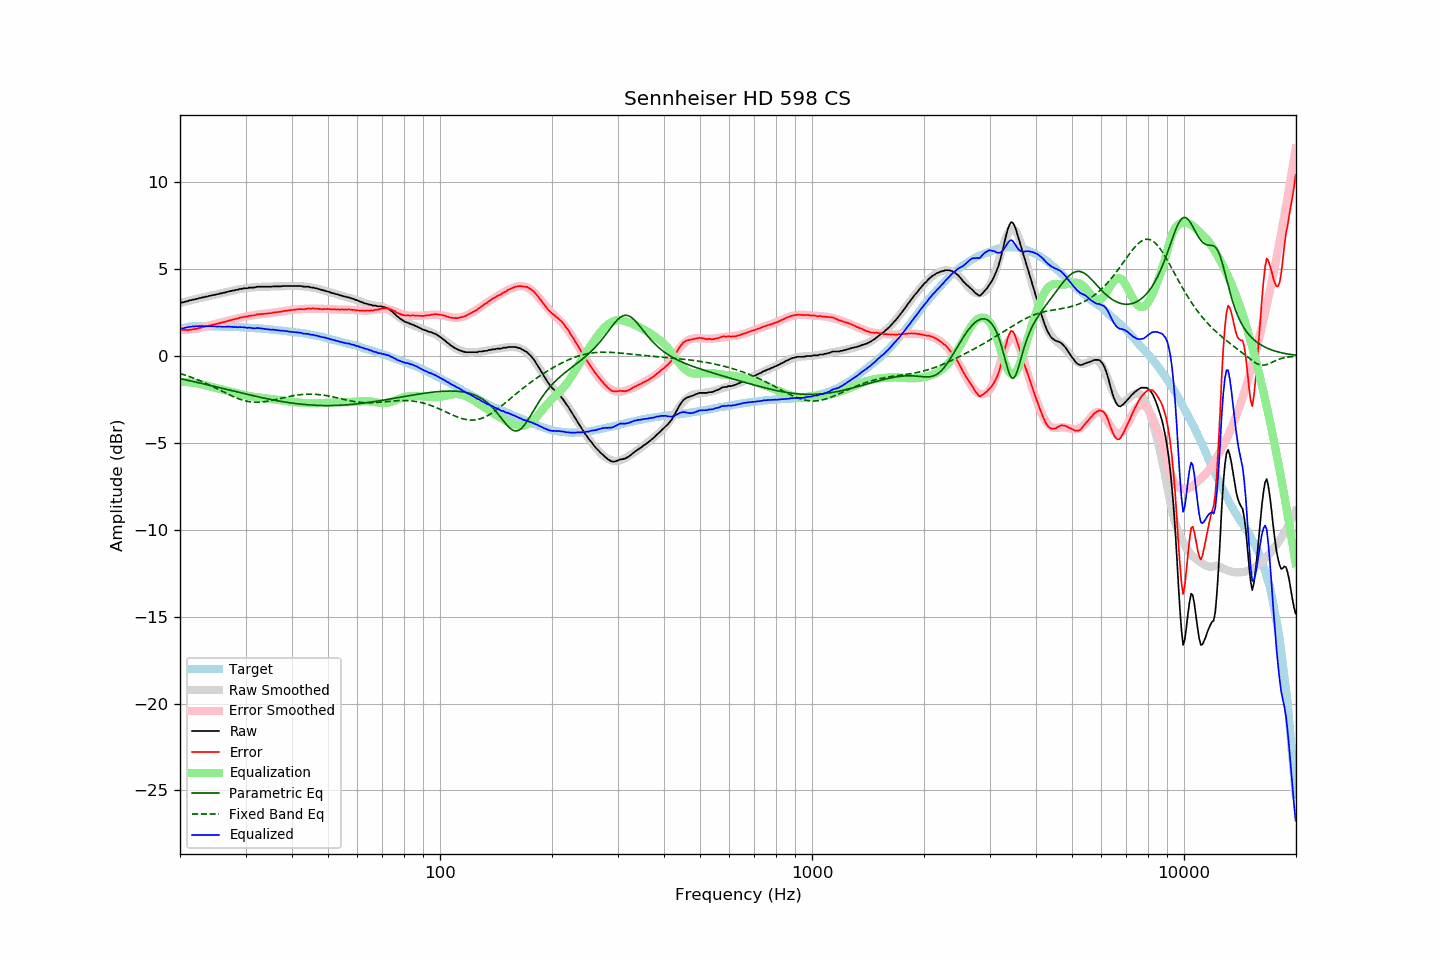 Sennheiser HD 598 CS
10
5
0
−5
−10
−15
−20
−25
Amplitude (dBr)
Target
Raw Smoothed
Error Smoothed
Raw
Error
Equalization
Parametric Eq
Fixed Band Eq
Equalized
100 1000 10000
Frequency (Hz)